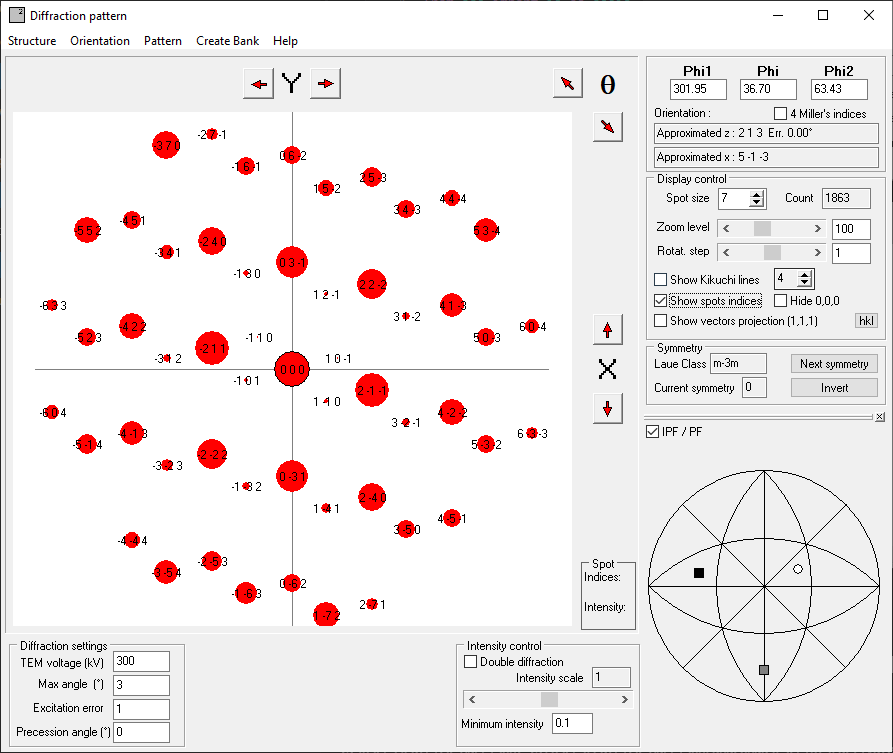 Diffraction pattern
Structure Orientation Pattern Create Bank Help
Y
θ
-2 7 -1
-3 7 0
0 6 -2
-1 6 -1
2 5 -3
1 5 -2
4 4 -4
3 4 -3
-4 5 1
-5 5 2
5 3 -4
-2 4 0
-3 4 1
0 3 -1
-1 3 0
2 2 -2
1 2 -1
-6 3 3
4 1 -3
3 1 -2
-4 2 2
6 0 -4
-5 2 3
5 0 -3
-1 1 0
-2 1 1
-3 1 2
1 0 -1
0 0 0
-1 0 1
2 -1 -1
1 -1 0
-6 0 4
4 -2 -2
3 -2 -1
-4 -1 3
6 -3 -3
-5 -1 4
5 -3 -2
-2 -2 2
-3 -2 3
0 -3 1
-1 -3 2
2 -4 0
1 -4 1
4 -5 1
3 -5 0
-4 -4 4
-2 -5 3
-3 -5 4
0 -6 2
-1 -6 3
2 -7 1
1 -7 2
X
Spot
Indices:
Intensity:
Phi1 Phi Phi2
301.95 36.70 63.43
Orientation : 4 Miller's indices
Approximated z : 2 1 3 Err. 0.00°
Approximated x : 5 -1 -3
Display control
Spot size 7 Count 1863
Zoom level 100
Rotat. step 1
Show Kikuchi lines 4
Show spots indices Hide 0,0,0
Show vectors projection (1,1,1) hkl
Symmetry
Laue Class m-3m Next symmetry
Current symmetry 0 Invert
IPF / PF
Diffraction settings
TEM voltage (kV) 300
Max angle (°) 3
Excitation error 1
Precession angle (°) 0
Intensity control
Double diffraction
Intensity scale 1
Minimum intensity 0.1